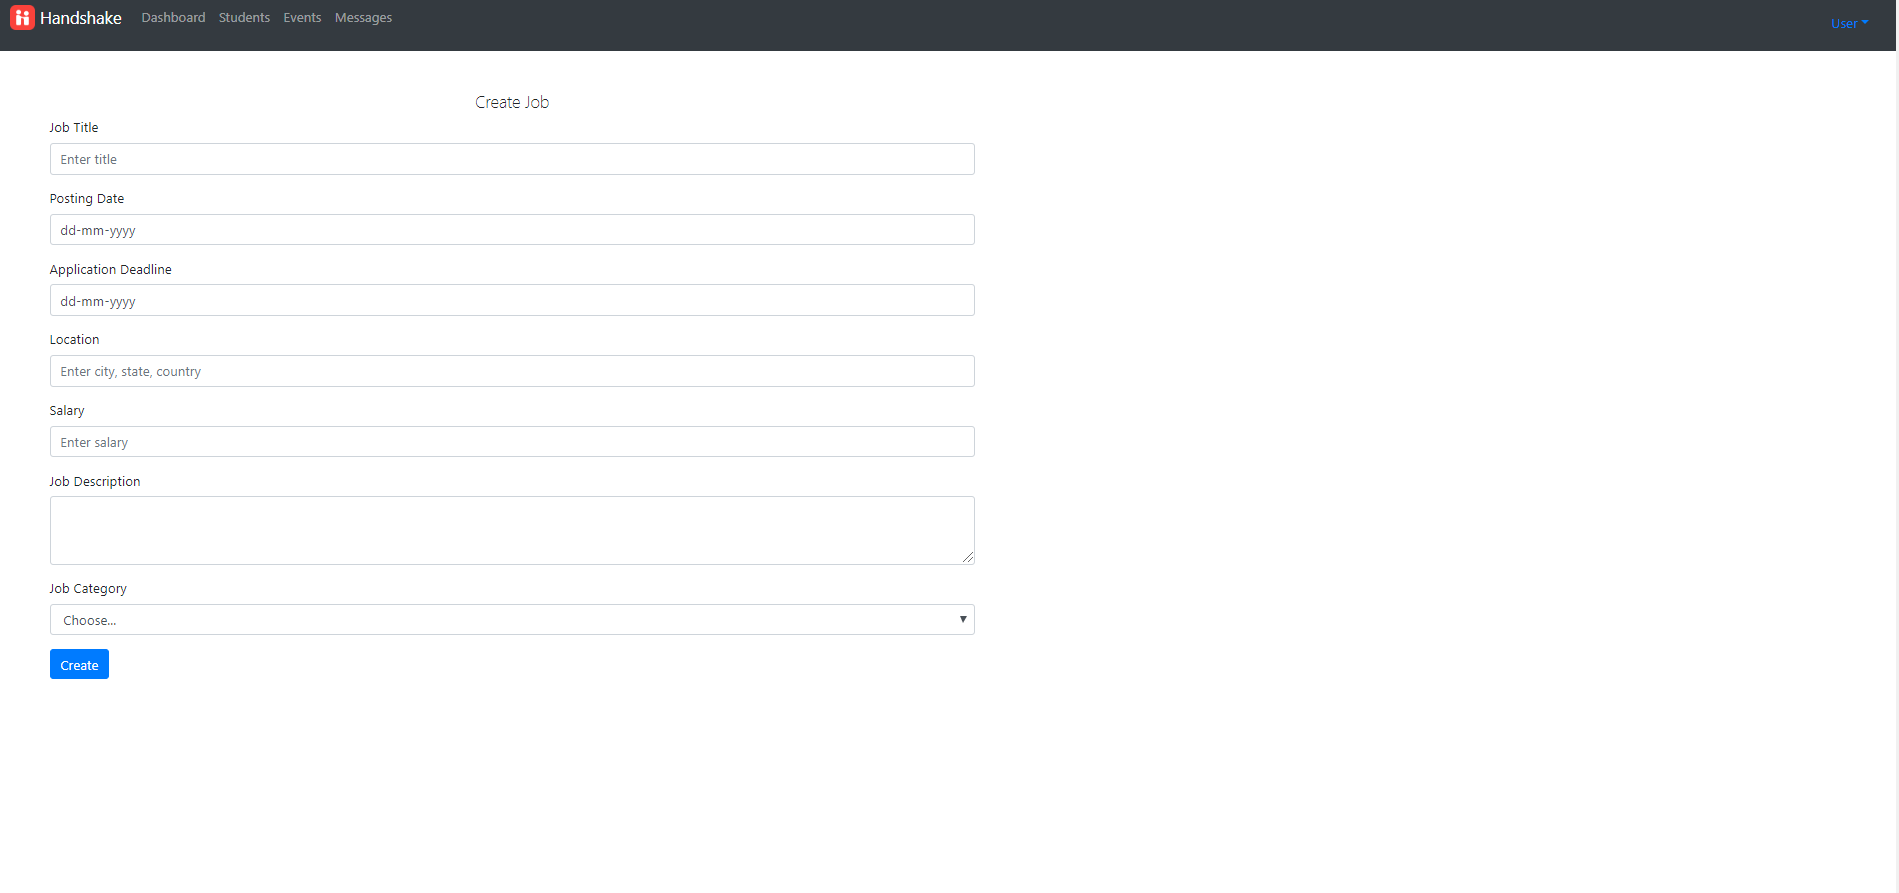 Handshake Dashboard Students Events Messages User
Create Job
Job Title
Enter title
Posting Date
dd-mm-yyyy
Application Deadline
dd-mm-yyyy
Location
Enter city, state, country
Salary
Enter salary
Job Description
Job Category
Choose...
Create